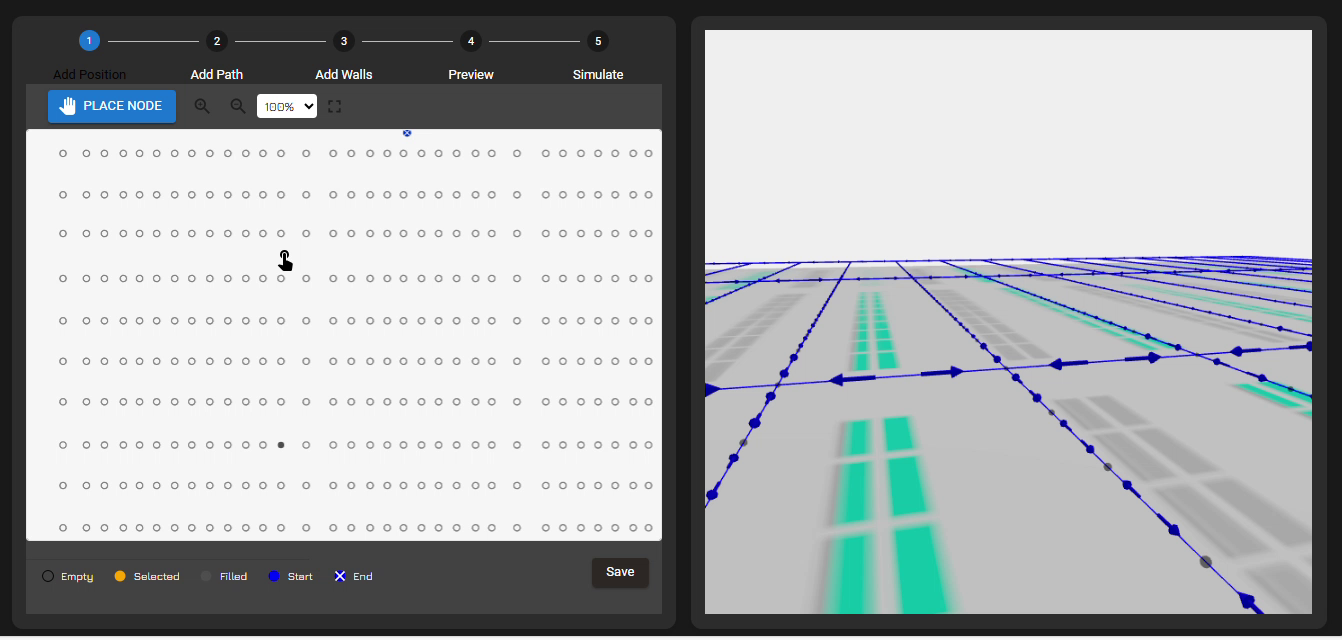 1 2 3 4 5
Add Position Add Path Add Walls Preview Simulate
PLACE NODE 100%
Empty Selected Filled Start End Save